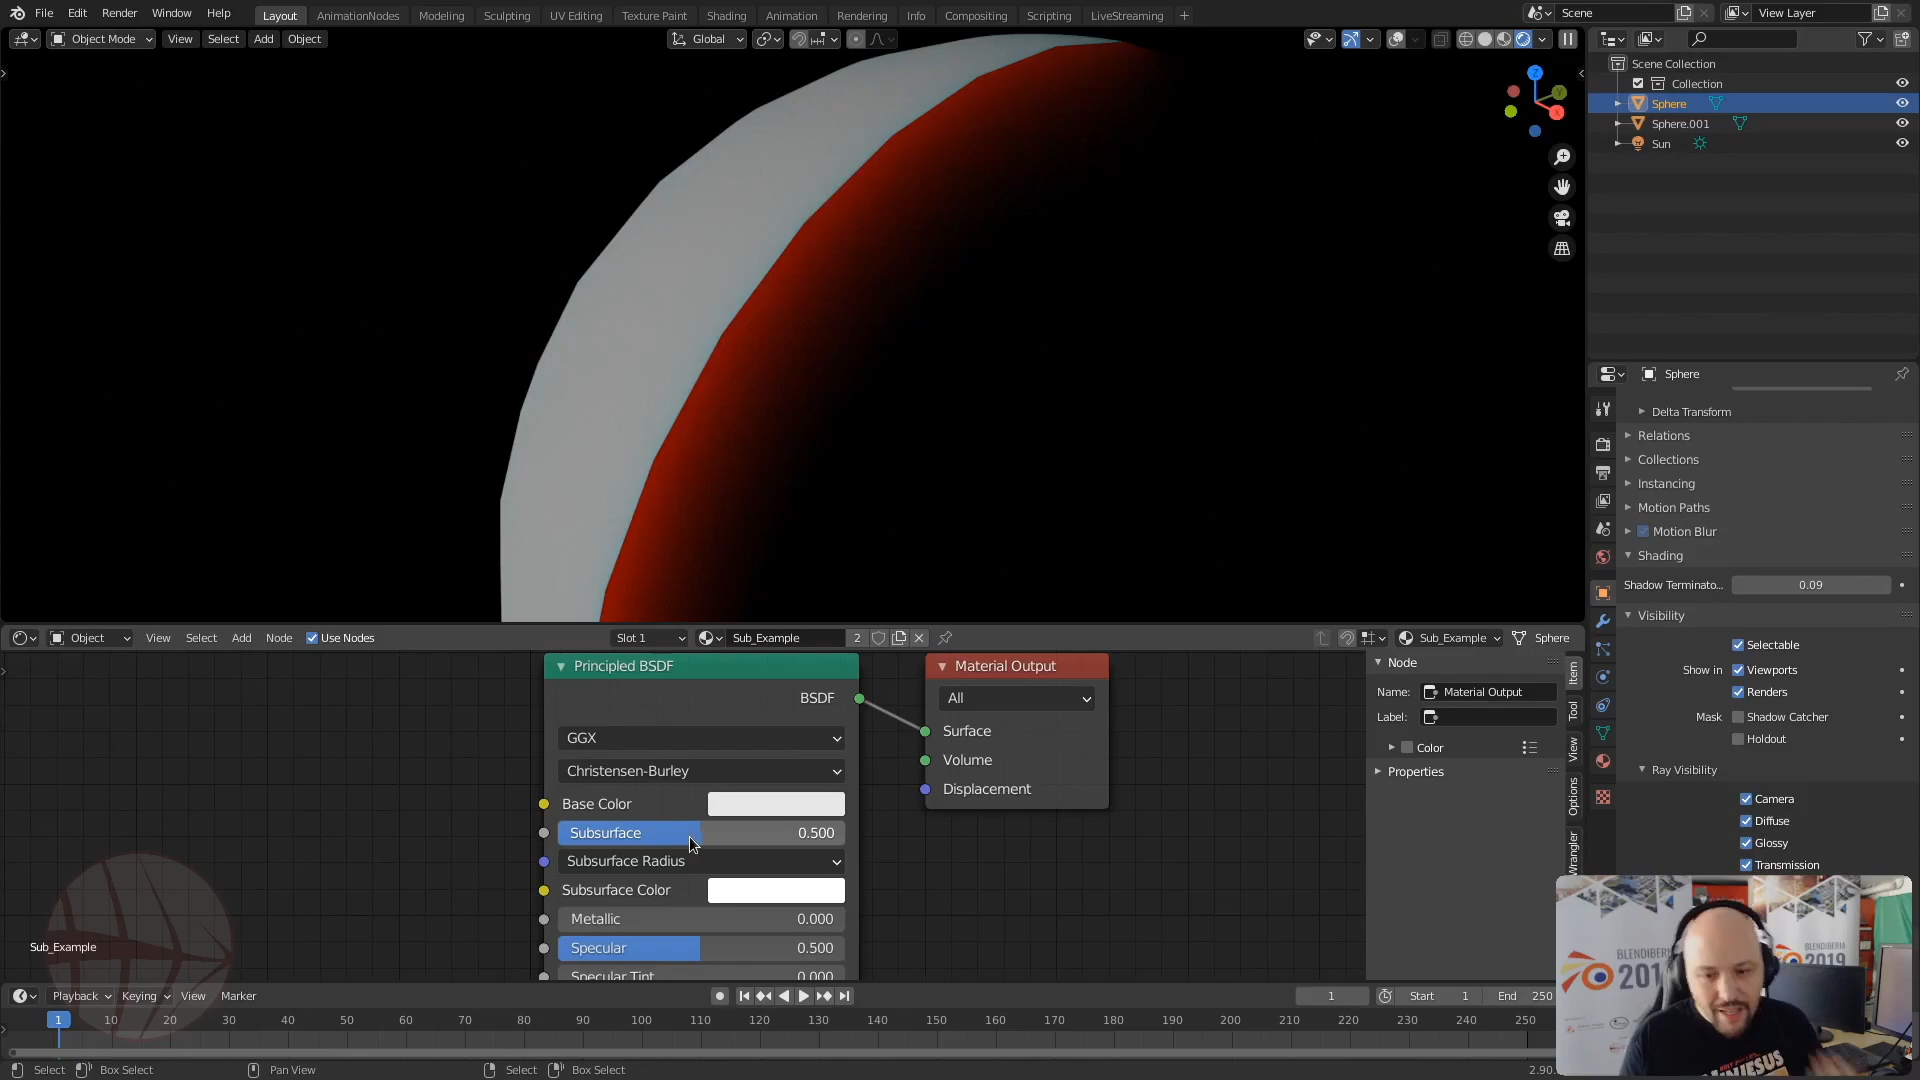 File Edit Render Window Help Layout AnimationNodes Modeling Sculpting UV Editing Texture Paint Shading Animation Rendering Info Compositing Scripting LiveStreaming + Scene View Layer
Object Mode View Select Add Object Global
Scene Collection
Collection
Sphere
Sphere.001
Sun
Sphere
Delta Transform
Relations
Collections
Instancing
Motion Paths
Motion Blur
Shading
Shadow Terminato... 0.09
Visibility
Selectable
Show in Viewports
Renders
Mask Shadow Catcher
Holdout
Ray Visibility
Camera
Diffuse
Glossy
Transmission
Object View Select Add Node Use Nodes Slot 1 Sub_Example 2 Sub_Example Sphere
Principled BSDF
BSDF
GGX
Christensen-Burley
Base Color
Subsurface 0.500
Subsurface Radius
Subsurface Color
Metallic 0.000
Specular 0.500
Specular Tint 0.000
Material Output
All
Surface
Volume
Displacement
Node
Name: Material Output
Label:
Color
Properties
Item
Tool
View
Options
Wrangler
Sub_Example
Playback Keying View Marker 1 Start 1 End 250
1 10 20 30 40 50 60 70 80 90 100 110 120 130 140 150 160 170 180 190 200 210 220 230 240 250
Select Box Select Pan View Select Box Select 2.90
BLENDIBERIA
201
BLENDIBERIA
2019